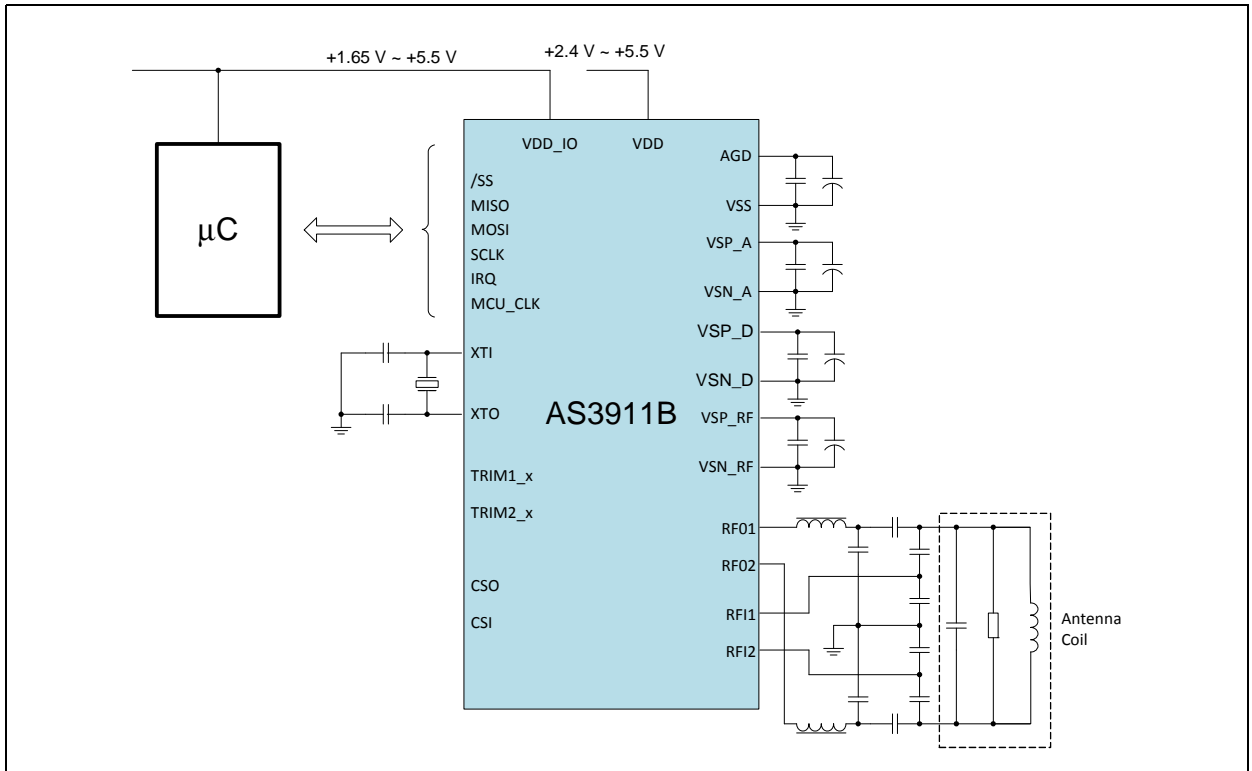 +1.65 V ~ +5.5 V
+2.4 V ~ +5.5 V
µC
VDD_IO
VDD
/SS
MISO
MOSI
SCLK
IRQ
MCU_CLK
XTI
XTO
TRIM1_x
TRIM2_x
CSO
CSI
AS3911B
AGD
VSS
VSP_A
VSN_A
VSP_D
VSN_D
VSP_RF
VSN_RF
RF01
RF02
RFI1
RFI2
Antenna
Coil